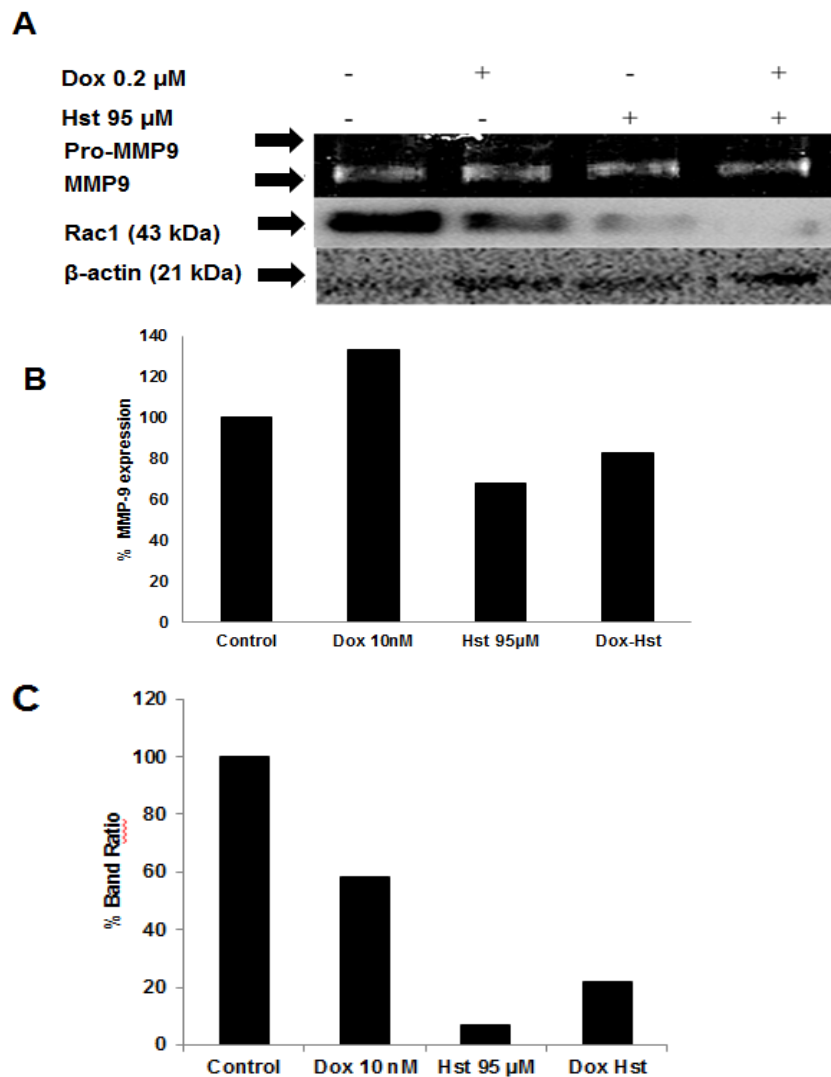 A
Dox 0.2 µM - + - +
Hst 95 µM - - + +
Pro-MMP9
MMP9
Rac1 (43 kDa)
β-actin (21 kDa)
B
% MMP-9 expression
140
120
100
80
60
40
20
0
Control Dox 10nM Hst 95µM Dox-Hst
C
% Band Ratio
120
100
80
60
40
20
0
Control Dox 10 nM Hst 95 µM Dox Hst